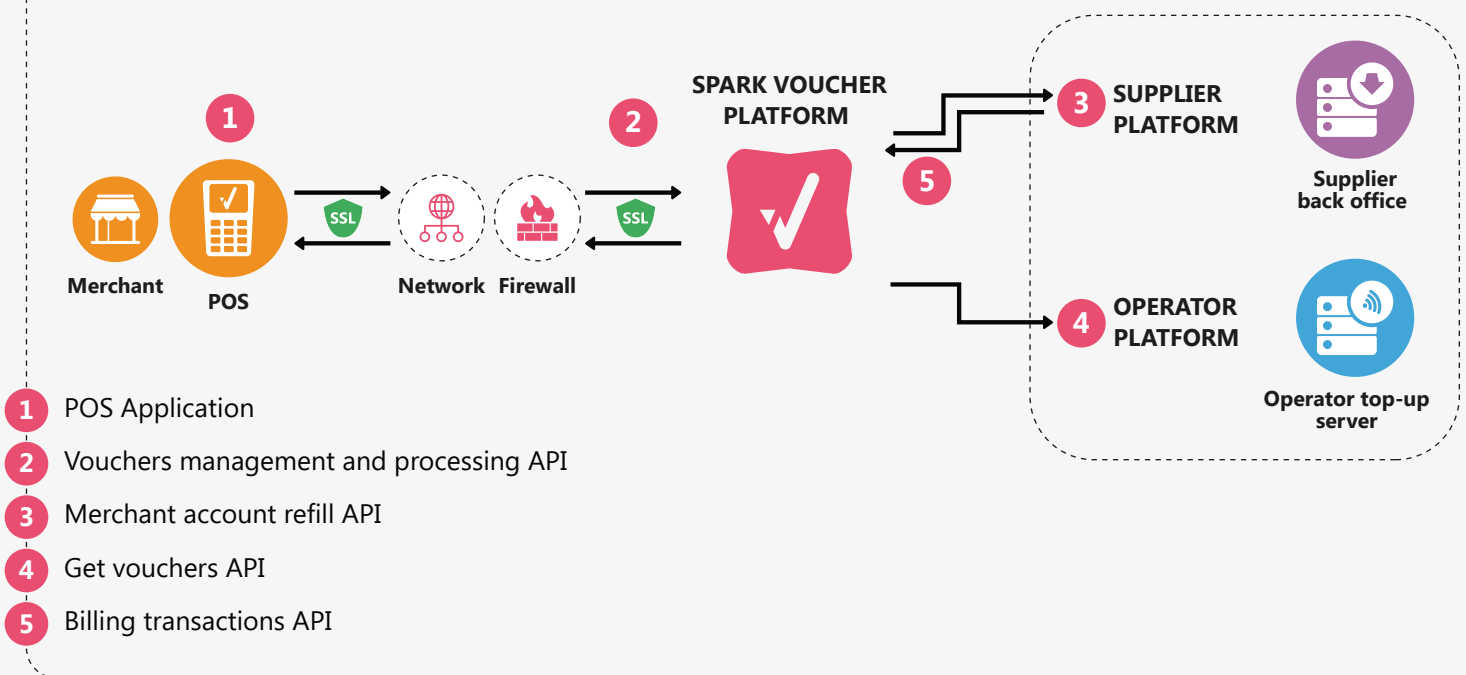 SPARK VOUCHER
PLATFORM
1
2
3
SUPPLIER
PLATFORM
Supplier
back office
5
SSL
SSL
Merchant
POS
Network
Firewall
4
OPERATOR
PLATFORM
Operator top-up
server
1 POS Application
2 Vouchers management and processing API
3 Merchant account refill API
4 Get vouchers API
5 Billing transactions API